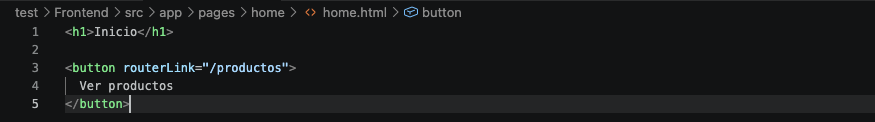 test > Frontend > src > app > pages > home > <> home.html > button
1 <h1>Inicio</h1>
2
3 <button routerLink="/productos">
4 Ver productos
5 </button>